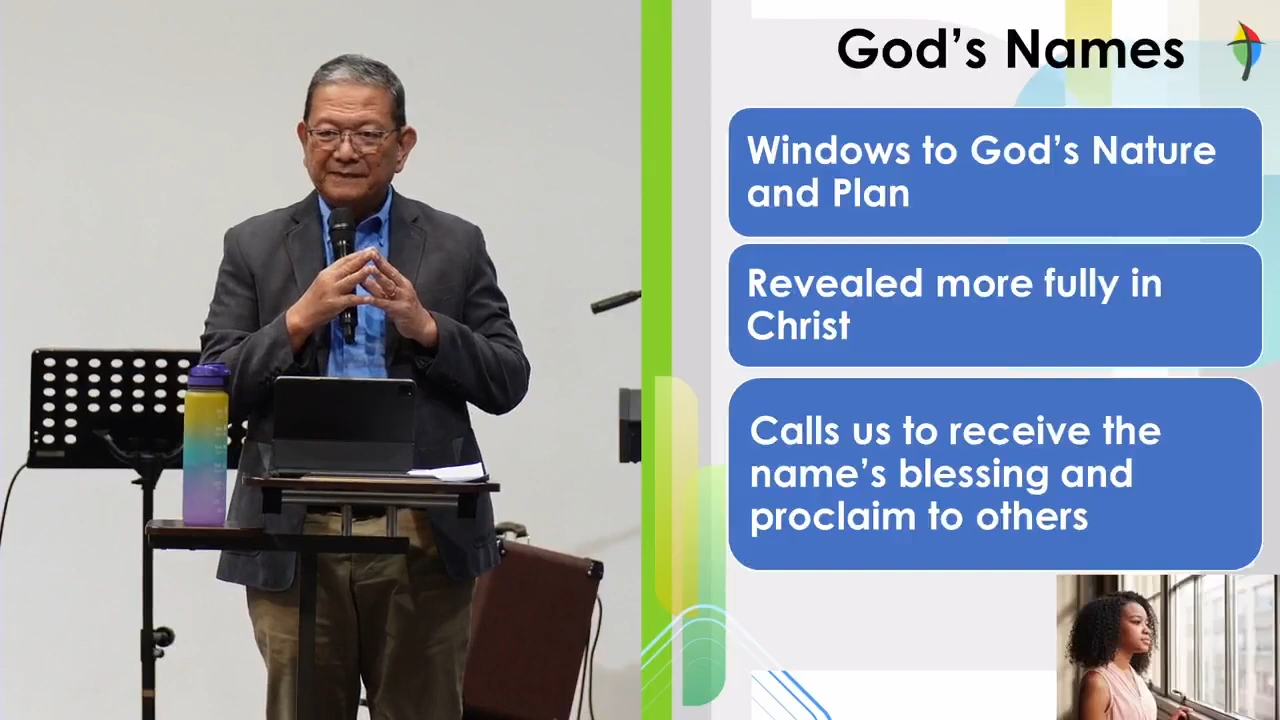 God's Names
Windows to God's Nature
and Plan
Revealed more fully in
Christ
Calls us to receive the
name's blessing and
proclaim to others